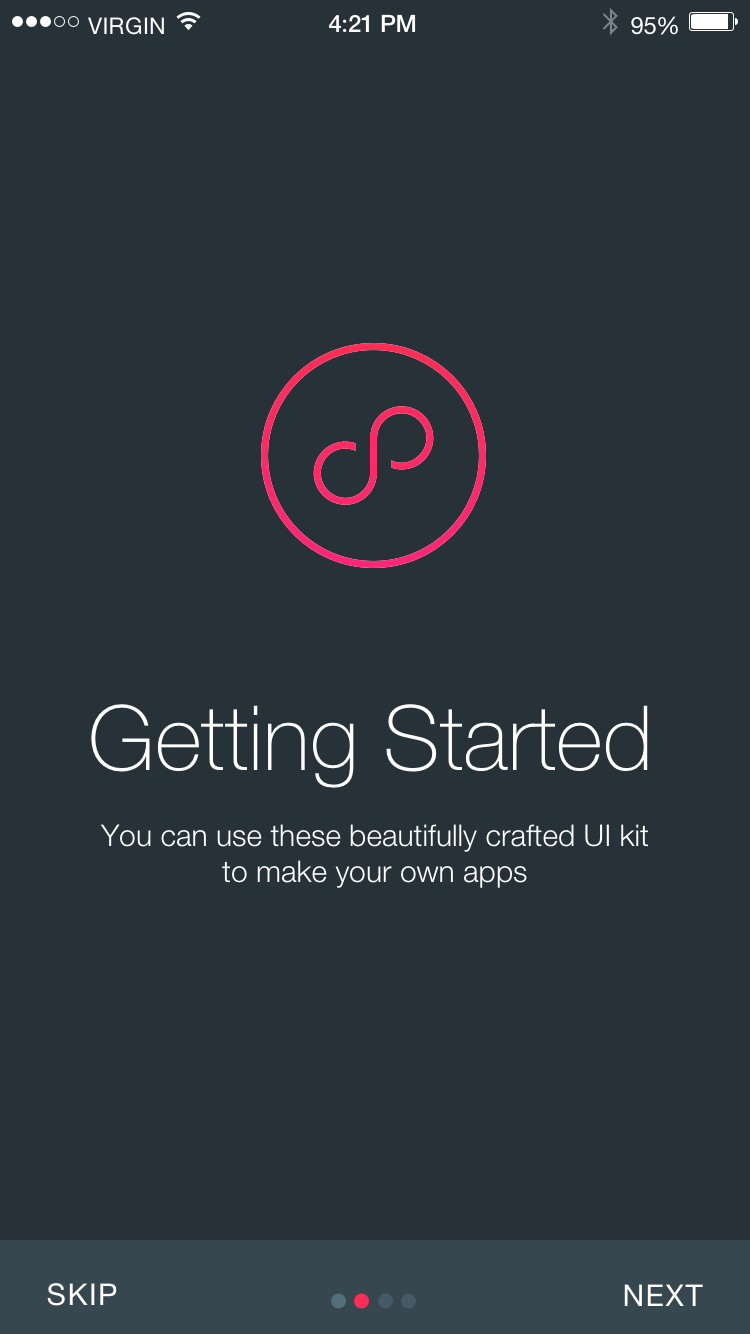 VIRGIN 4:21 PM 95%
Getting Started
You can use these beautifully crafted UI kit
to make your own apps
SKIP NEXT